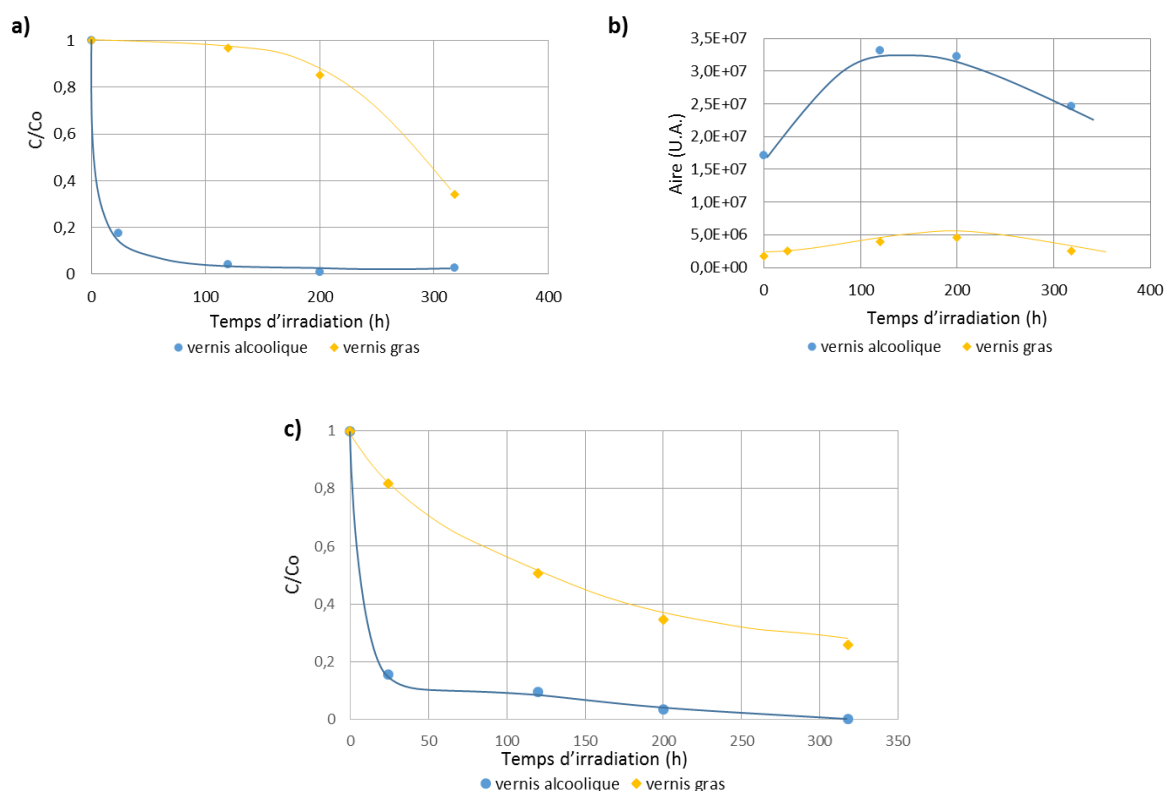 a)
1
0,8
0,6
0,4
0,2
0
C/Co
0 100 200 300 400
Temps d’irradiation (h)
vernis alcoolique vernis gras
b)
3,5E+07
3,0E+07
2,5E+07
2,0E+07
1,5E+07
1,0E+07
5,0E+06
0,0E+00
Aire (U.A.)
0 100 200 300 400
Temps d’irradiation (h)
vernis alcoolique vernis gras
c)
1
0,8
0,6
0,4
0,2
0
C/Co
0 50 100 150 200 250 300 350
Temps d’irradiation (h)
vernis alcoolique vernis gras